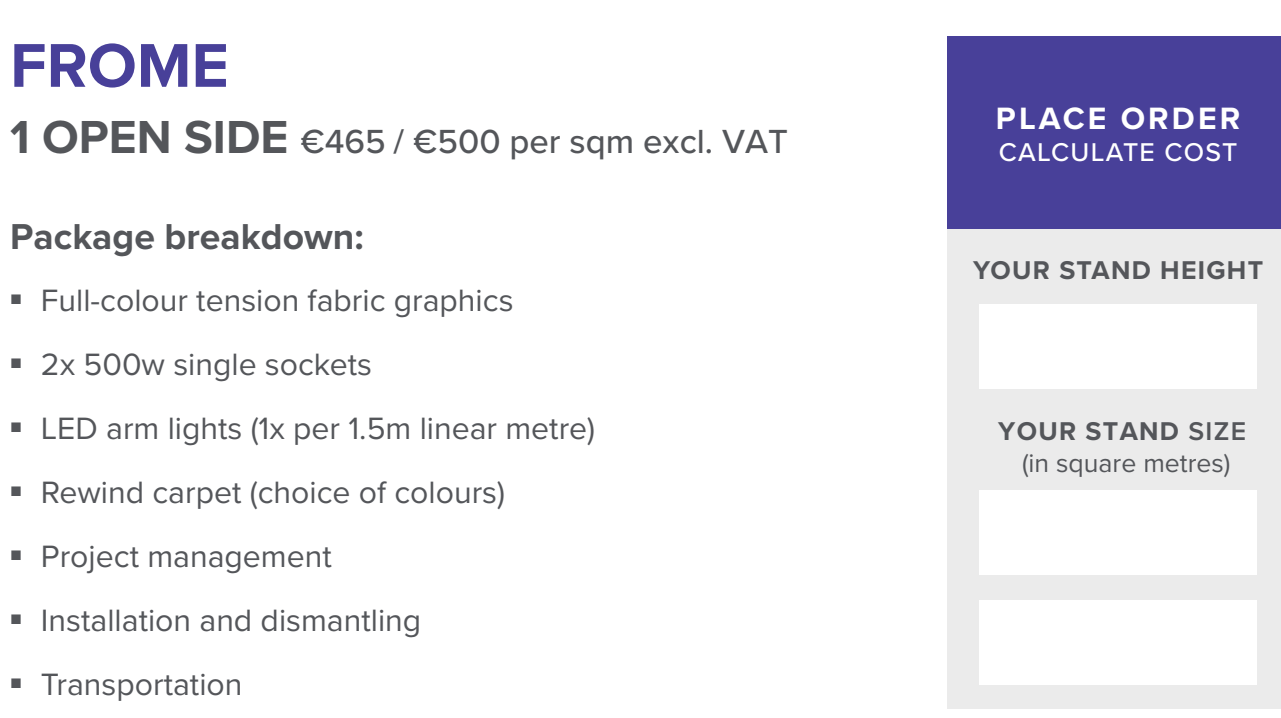 FROME
1 OPEN SIDE €465 / €500 per sqm excl. VAT
Package breakdown:
▪ Full-colour tension fabric graphics
▪ 2x 500w single sockets
▪ LED arm lights (1x per 1.5m linear metre)
▪ Rewind carpet (choice of colours)
▪ Project management
▪ Installation and dismantling
▪ Transportation
PLACE ORDER
CALCULATE COST
YOUR STAND HEIGHT
YOUR STAND SIZE
(in square metres)